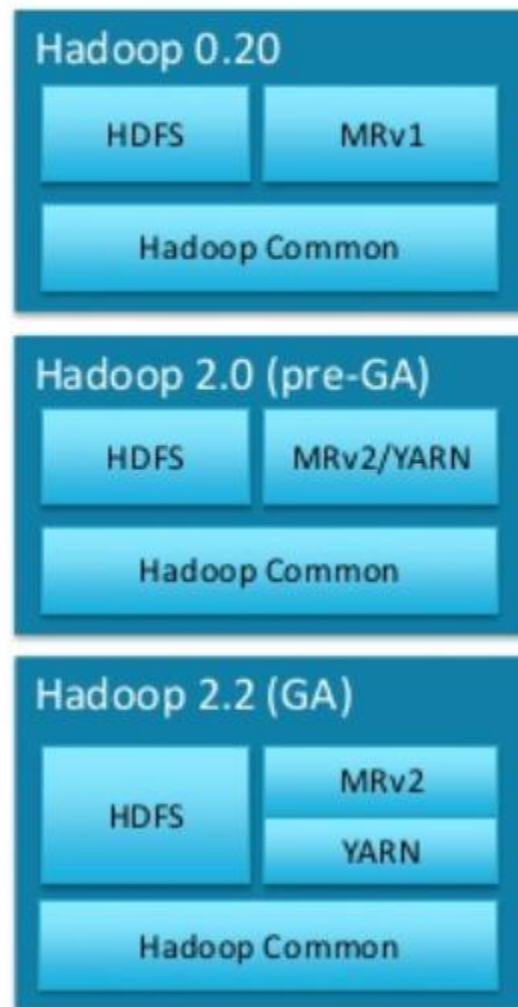 Hadoop 0.20
HDFS
MRv1
Hadoop Common
Hadoop 2.0 (pre-GA)
HDFS
MRv2/YARN
Hadoop Common
Hadoop 2.2 (GA)
HDFS
MRv2
YARN
Hadoop Common